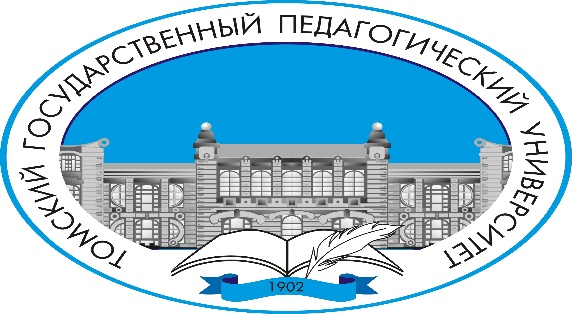 ТОМСКИЙ ГОСУДАРСТВЕННЫЙ ПЕДАГОГИЧЕСКИЙ УНИВЕРСИТЕТ
1902